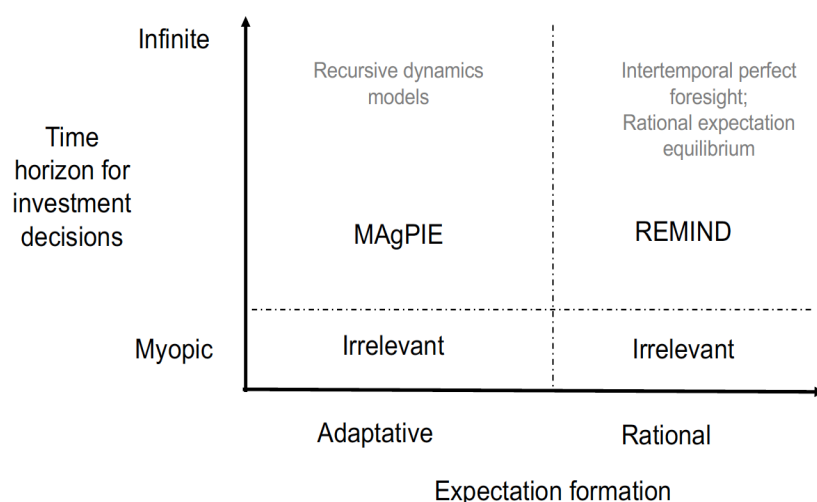 Infinite
Recursive dynamics
models
Intertemporal perfect
foresight;
Rational expectation
equilibrium
Time
horizon for
investment
decisions
MAgPIE
REMIND
Myopic
Irrelevant
Irrelevant
Adaptative
Rational
Expectation formation